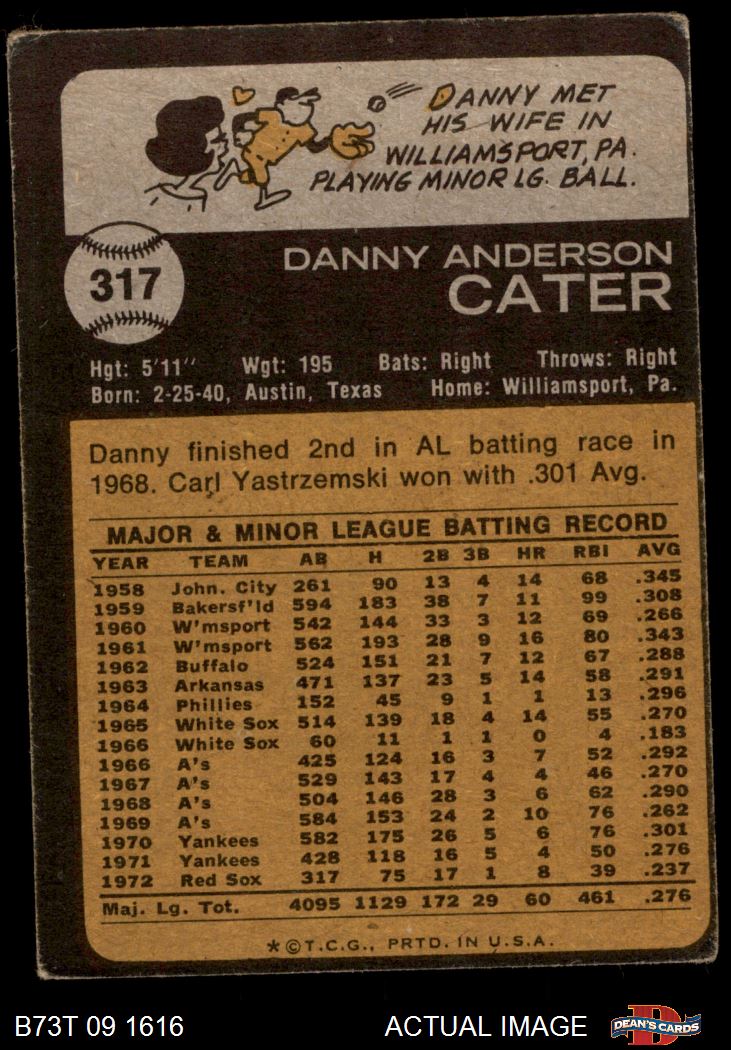 DANNY MET
HIS WIFE IN
WILLIAMSPORT, PA.
PLAYING MINOR LG. BALL.
317
DANNY ANDERSON
CATER
Hgt: 5'11" Wgt: 195 Bats: Right Throws: Right
Born: 2-25-40, Austin, Texas Home: Williamsport, Pa.
Danny finished 2nd in AL batting race in
1968. Carl Yastrzemski won with .301 Avg.
MAJOR & MINOR LEAGUE BATTING RECORD
YEAR TEAM AB H 2B 3B HR RBI AVG
1958 John. City 261 90 13 4 14 68 .345
1959 Bakersf'ld 594 183 38 7 11 99 .308
1960 W'msport 542 144 33 3 12 69 .266
1961 W'msport 562 193 28 9 16 80 .343
1962 Buffalo 524 151 21 7 12 67 .288
1963 Arkansas 471 137 23 5 14 58 .291
1964 Phillies 152 45 9 1 1 13 .296
1965 White Sox 514 139 18 4 14 55 .270
1966 White Sox 60 11 1 1 0 4 .183
1966 A's 425 124 16 3 7 52 .292
1967 A's 529 143 17 4 4 46 .270
1968 A's 504 146 28 3 6 62 .290
1969 A's 584 153 24 2 10 76 .262
1970 Yankees 582 175 26 5 6 76 .301
1971 Yankees 428 118 16 5 4 50 .276
1972 Red Sox 317 75 17 1 8 39 .237
Maj. Lg. Tot. 4095 1129 172 29 60 461 .276
*©T.C.G., PRTD. IN U.S.A.
B73T 09 1616 ACTUAL IMAGE D DEAN'S CARDS